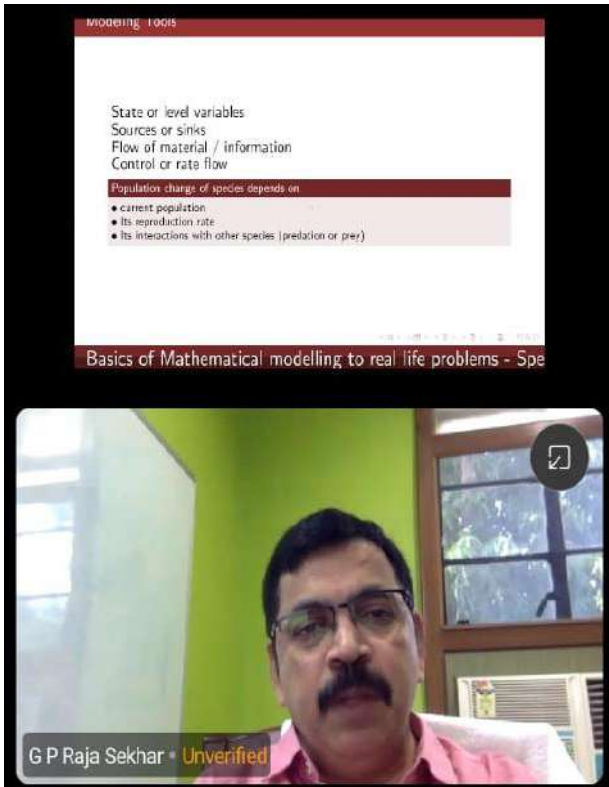 Modeling Tools
State or level variables
Sources or sinks
Flow of material / information
Control or rate flow
Population change of species depends on
• current population
• its reproduction rate
• its interactions with other species (predation or prey)
Basics of Mathematical modelling to real life problems - Spe
G P Raja Sekhar • Unverified